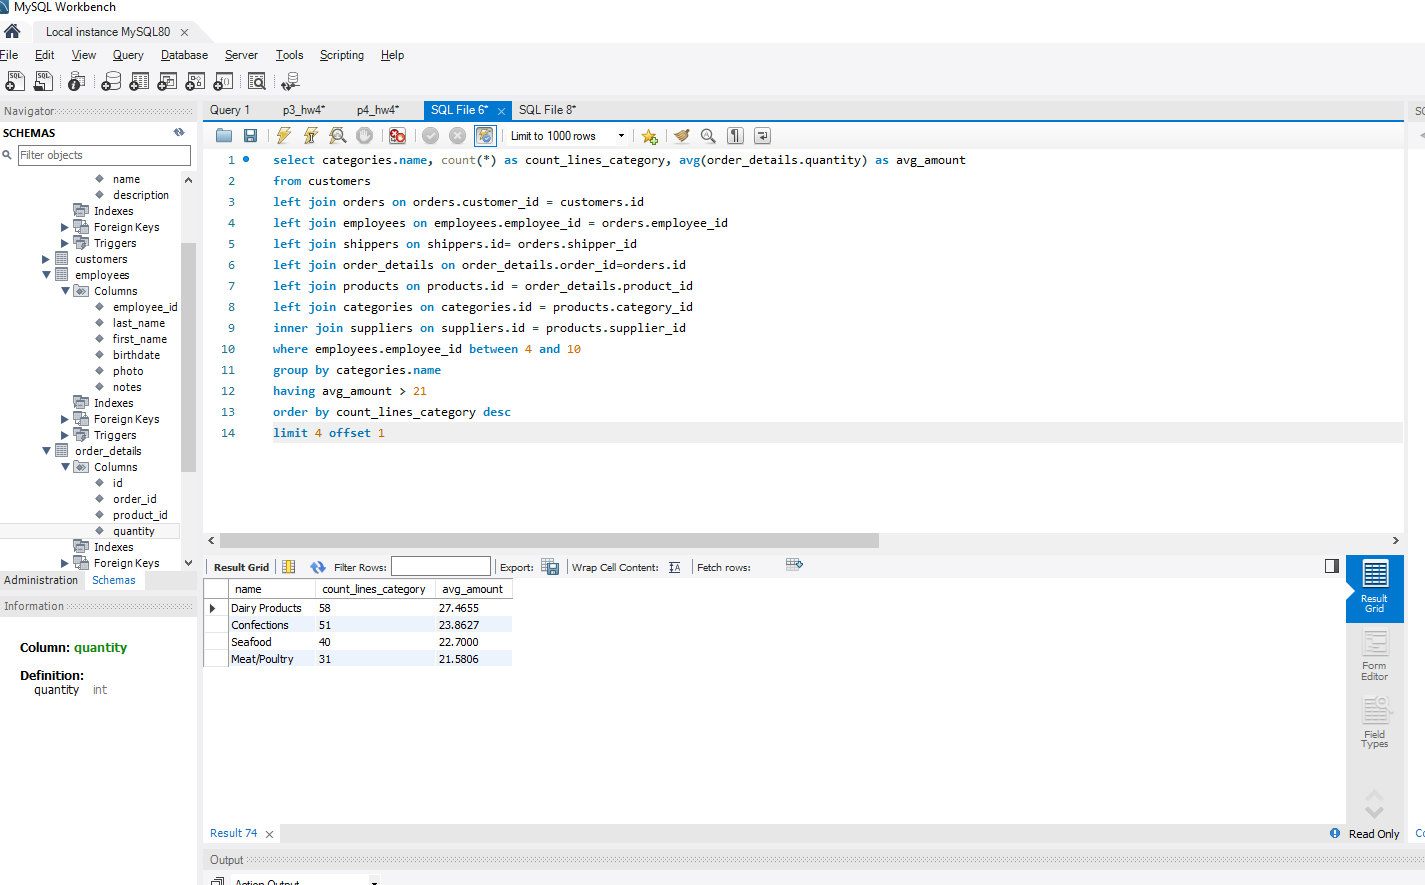 MySQL Workbench
Local instance MySQL80
File Edit View Query Database Server Tools Scripting Help
Navigator
SCHEMAS
Filter objects
name
description
Indexes
Foreign Keys
Triggers
customers
employees
Columns
employee_id
last_name
first_name
birthdate
photo
notes
Indexes
Foreign Keys
Triggers
order_details
Columns
id
order_id
product_id
quantity
Indexes
Foreign Keys
Administration Schemas
Information
Column: quantity
Definition:
quantity int
Query 1 p3_hw4* p4_hw4* SQL File 6* SQL File 8*
Limit to 1000 rows
1 select categories.name, count(*) as count_lines_category, avg(order_details.quantity) as avg_amount
2 from customers
3 left join orders on orders.customer_id = customers.id
4 left join employees on employees.employee_id = orders.employee_id
5 left join shippers on shippers.id= orders.shipper_id
6 left join order_details on order_details.order_id=orders.id
7 left join products on products.id = order_details.product_id
8 left join categories on categories.id = products.category_id
9 inner join suppliers on suppliers.id = products.supplier_id
10 where employees.employee_id between 4 and 10
11 group by categories.name
12 having avg_amount > 21
13 order by count_lines_category desc
14 limit 4 offset 1
Result Grid Filter Rows: Export: Wrap Cell Content: Fetch rows:
name count_lines_category avg_amount
Dairy Products 58 27.4655
Confections 51 23.8627
Seafood 40 22.7000
Meat/Poultry 31 21.5806
Result
Grid
Form
Editor
Field
Types
Result 74
Read Only
Output
Action Output